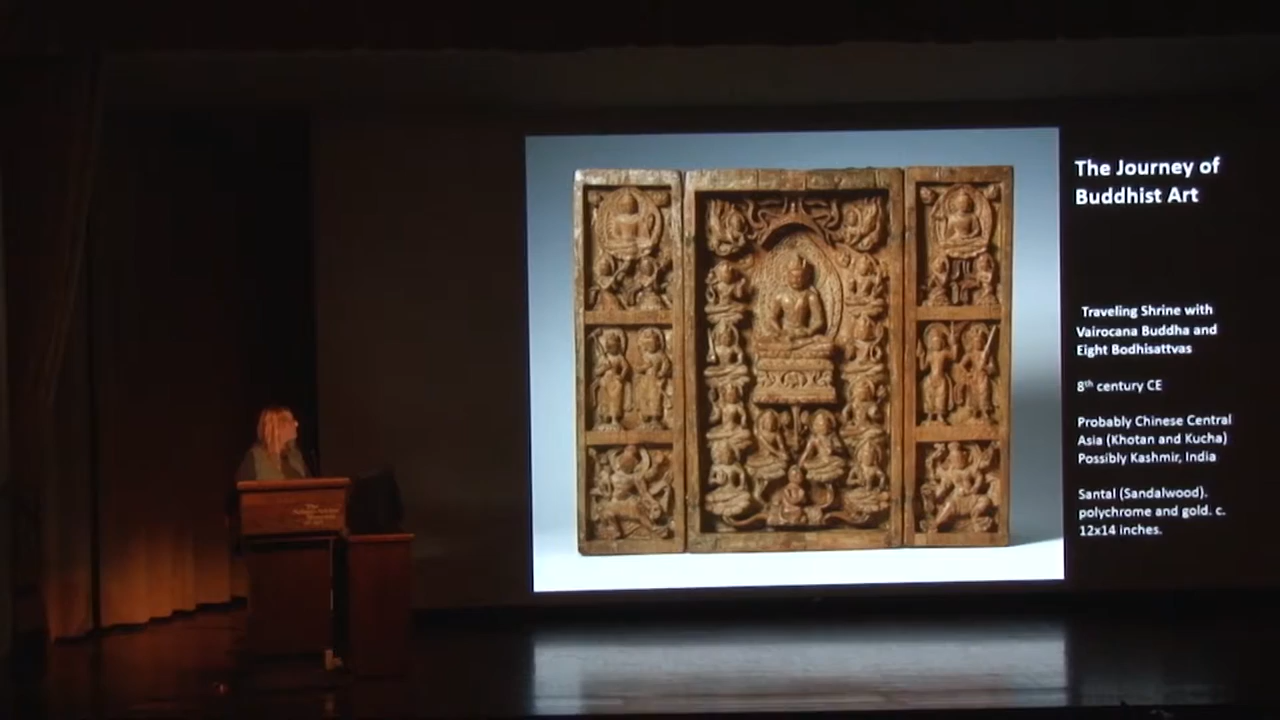 The Journey of
Buddhist Art
Traveling Shrine with
Vairocana Buddha and
Eight Bodhisattvas
8th century CE
Probably Chinese Central
Asia (Khotan and Kucha)
Possibly Kashmir, India
Santal (Sandalwood),
polychrome and gold. c.
12x14 inches.
The